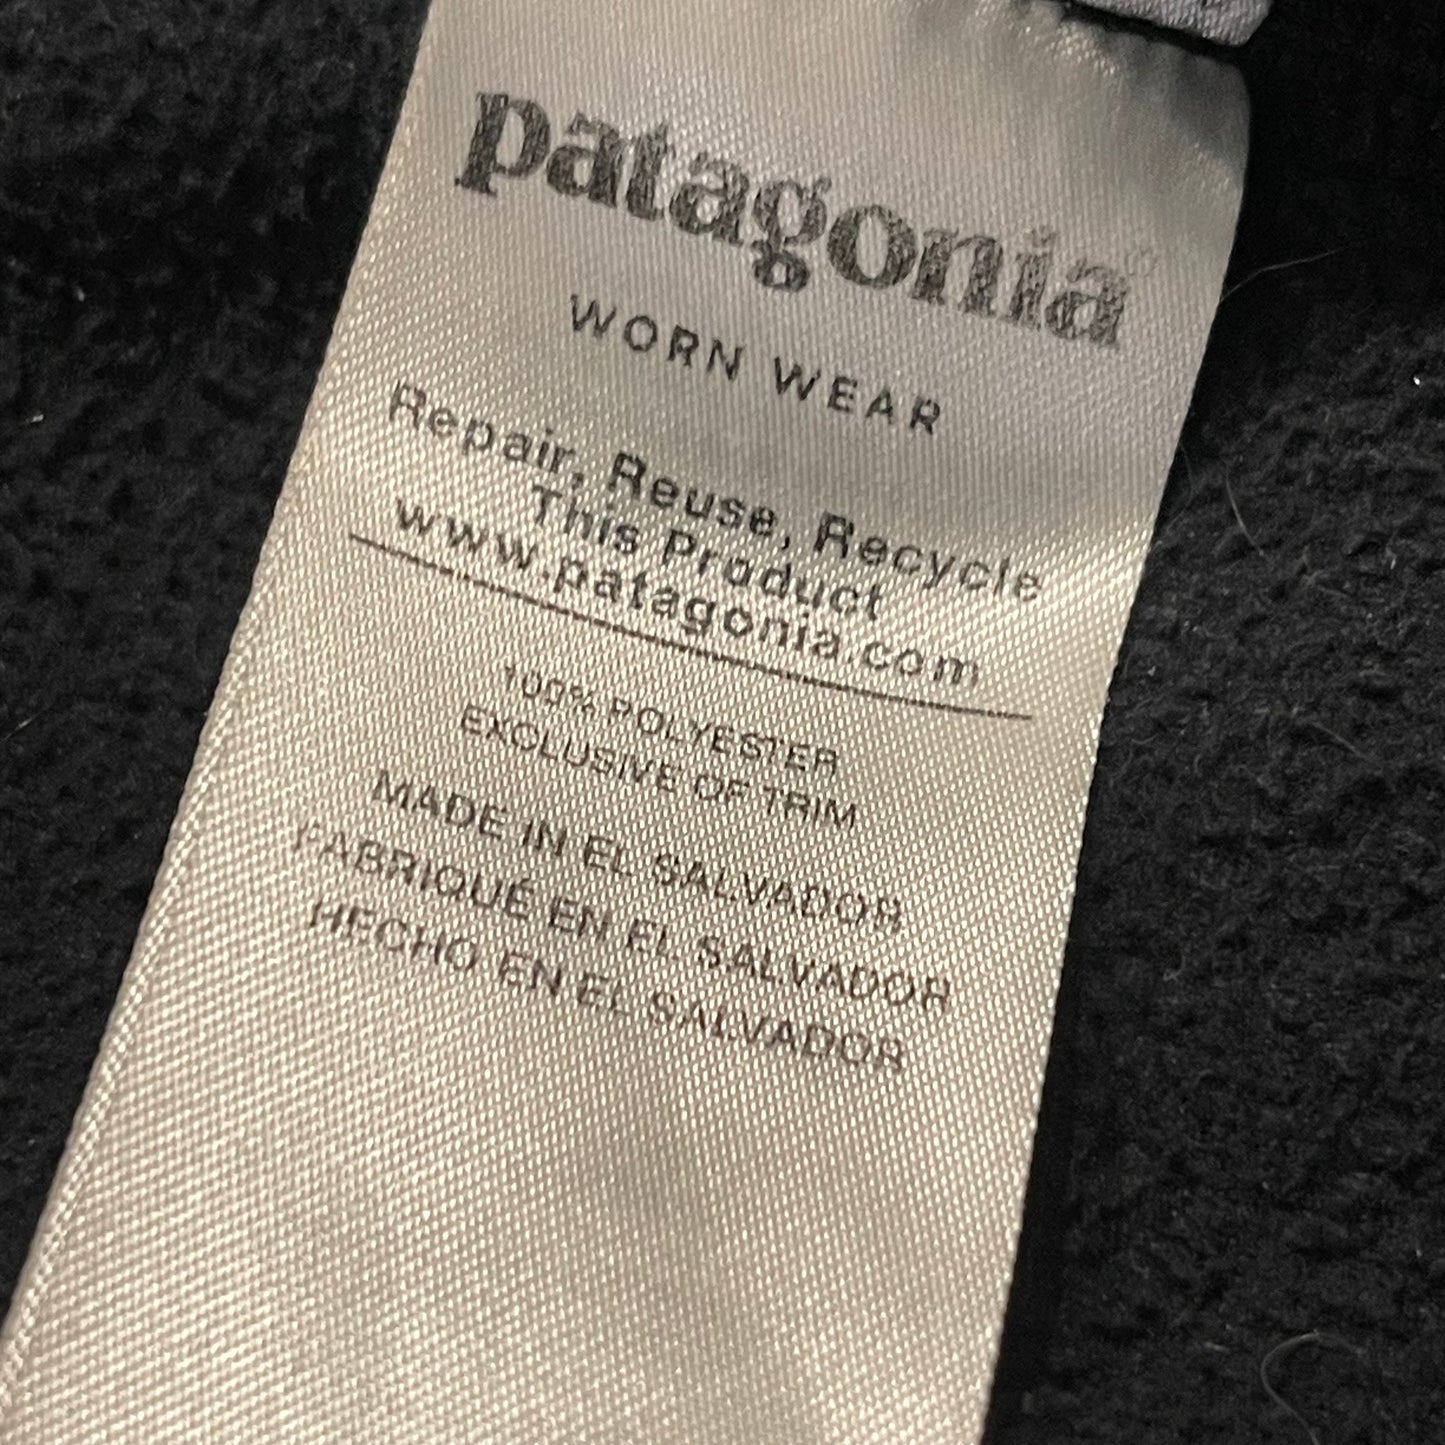 patagonia®
WORN WEAR
Repair, Reuse, Recycle
This Product
www.patagonia.com
100% POLYESTER
EXCLUSIVE OF TRIM
MADE IN EL SALVADOR
FABRIQUÉ EN EL SALVADOR
HECHO EN EL SALVADOR